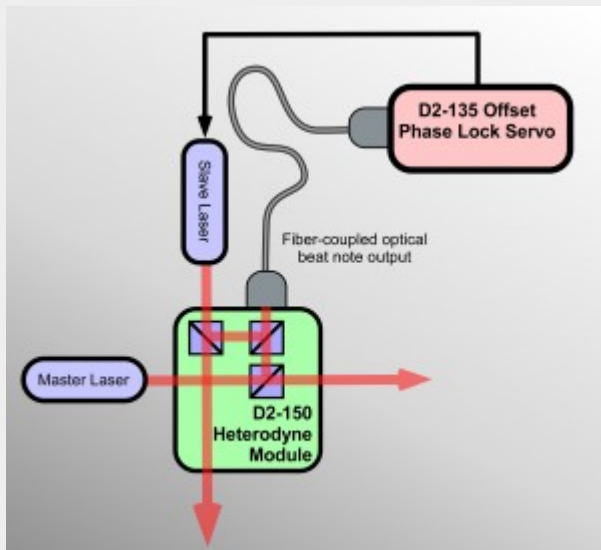 D2-135 Offset
Phase Lock Servo
Slave Laser
Fiber-coupled optical
beat note output
Master Laser
D2-150
Heterodyne
Module